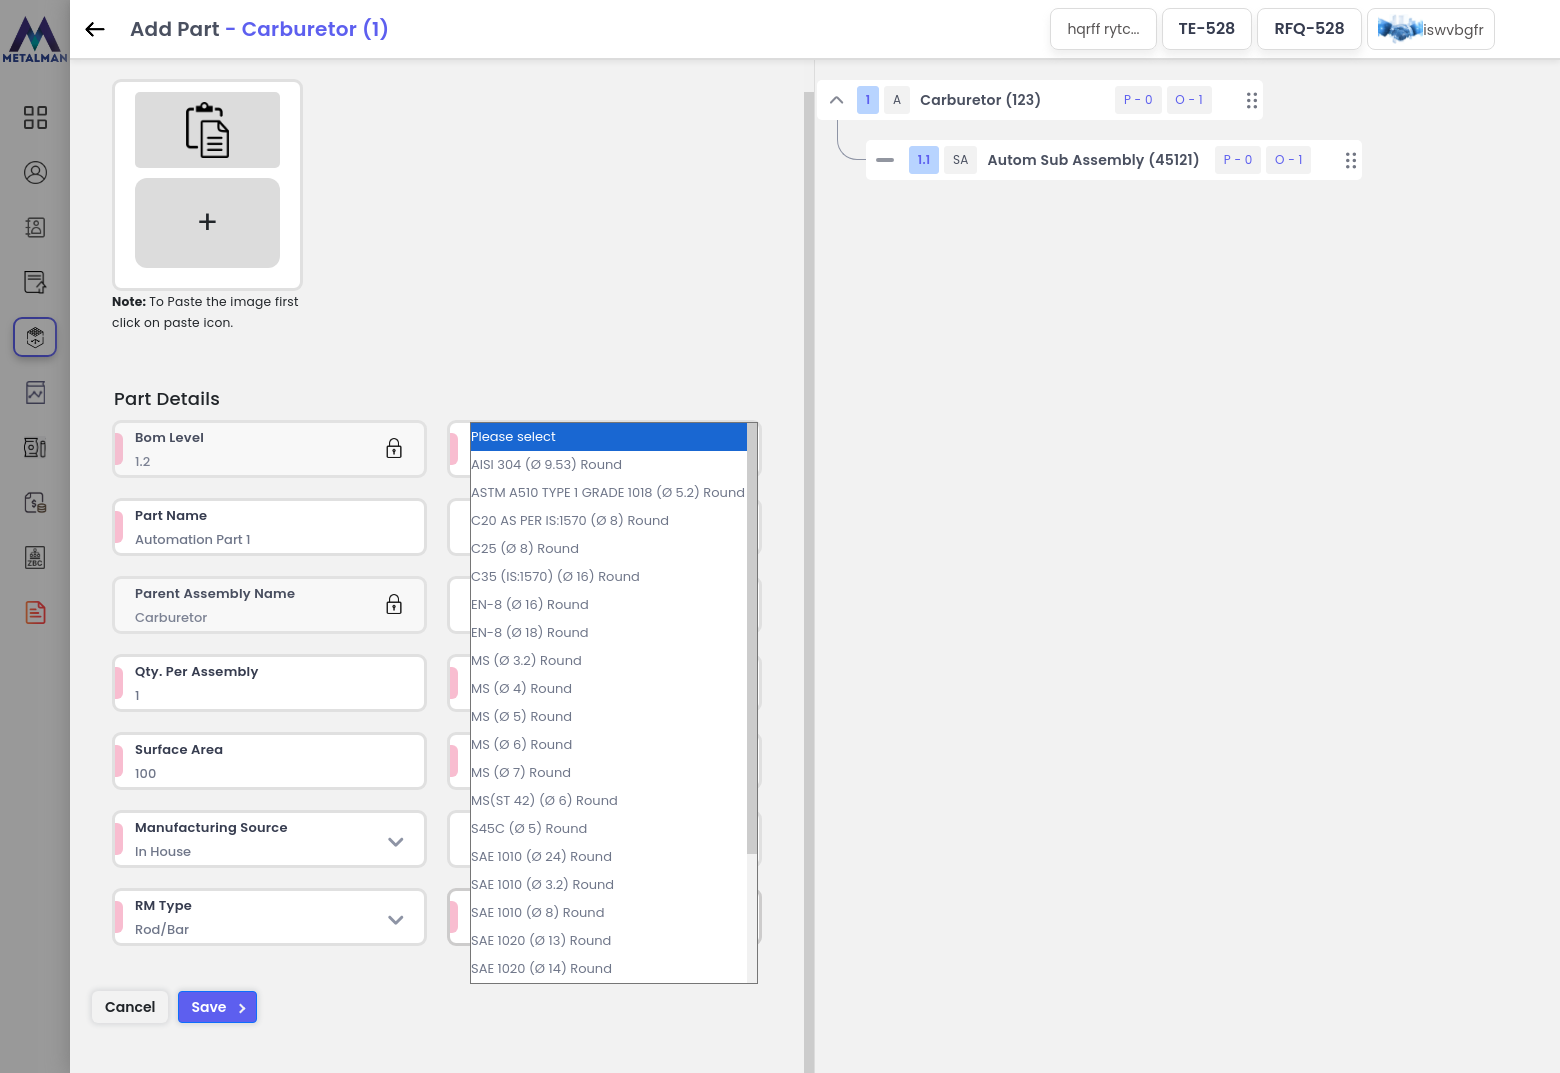 METALMAN
Add Part - Carburetor (1)
hqrff rytc...
TE-528
RFQ-528
iswvbgfr
Note: To Paste the image first
click on paste icon.
1
A
Carburetor (123)
P - 0
O - 1
1.1
SA
Autom Sub Assembly (45121)
P - 0
O - 1
ZBC
Part Details
Bom Level
1.2
Part Name
Automation Part 1
Parent Assembly Name
Carburetor
Qty. Per Assembly
1
Surface Area
100
Manufacturing Source
In House
RM Type
Rod/Bar
Please select
AISI 304 (Ø 9.53) Round
ASTM A510 TYPE 1 GRADE 1018 (Ø 5.2) Round
C20 AS PER IS:1570 (Ø 8) Round
C25 (Ø 8) Round
C35 (IS:1570) (Ø 16) Round
EN-8 (Ø 16) Round
EN-8 (Ø 18) Round
MS (Ø 3.2) Round
MS (Ø 4) Round
MS (Ø 5) Round
MS (Ø 6) Round
MS (Ø 7) Round
MS(ST 42) (Ø 6) Round
S45C (Ø 5) Round
SAE 1010 (Ø 24) Round
SAE 1010 (Ø 3.2) Round
SAE 1010 (Ø 8) Round
SAE 1020 (Ø 13) Round
SAE 1020 (Ø 14) Round
Cancel
Save